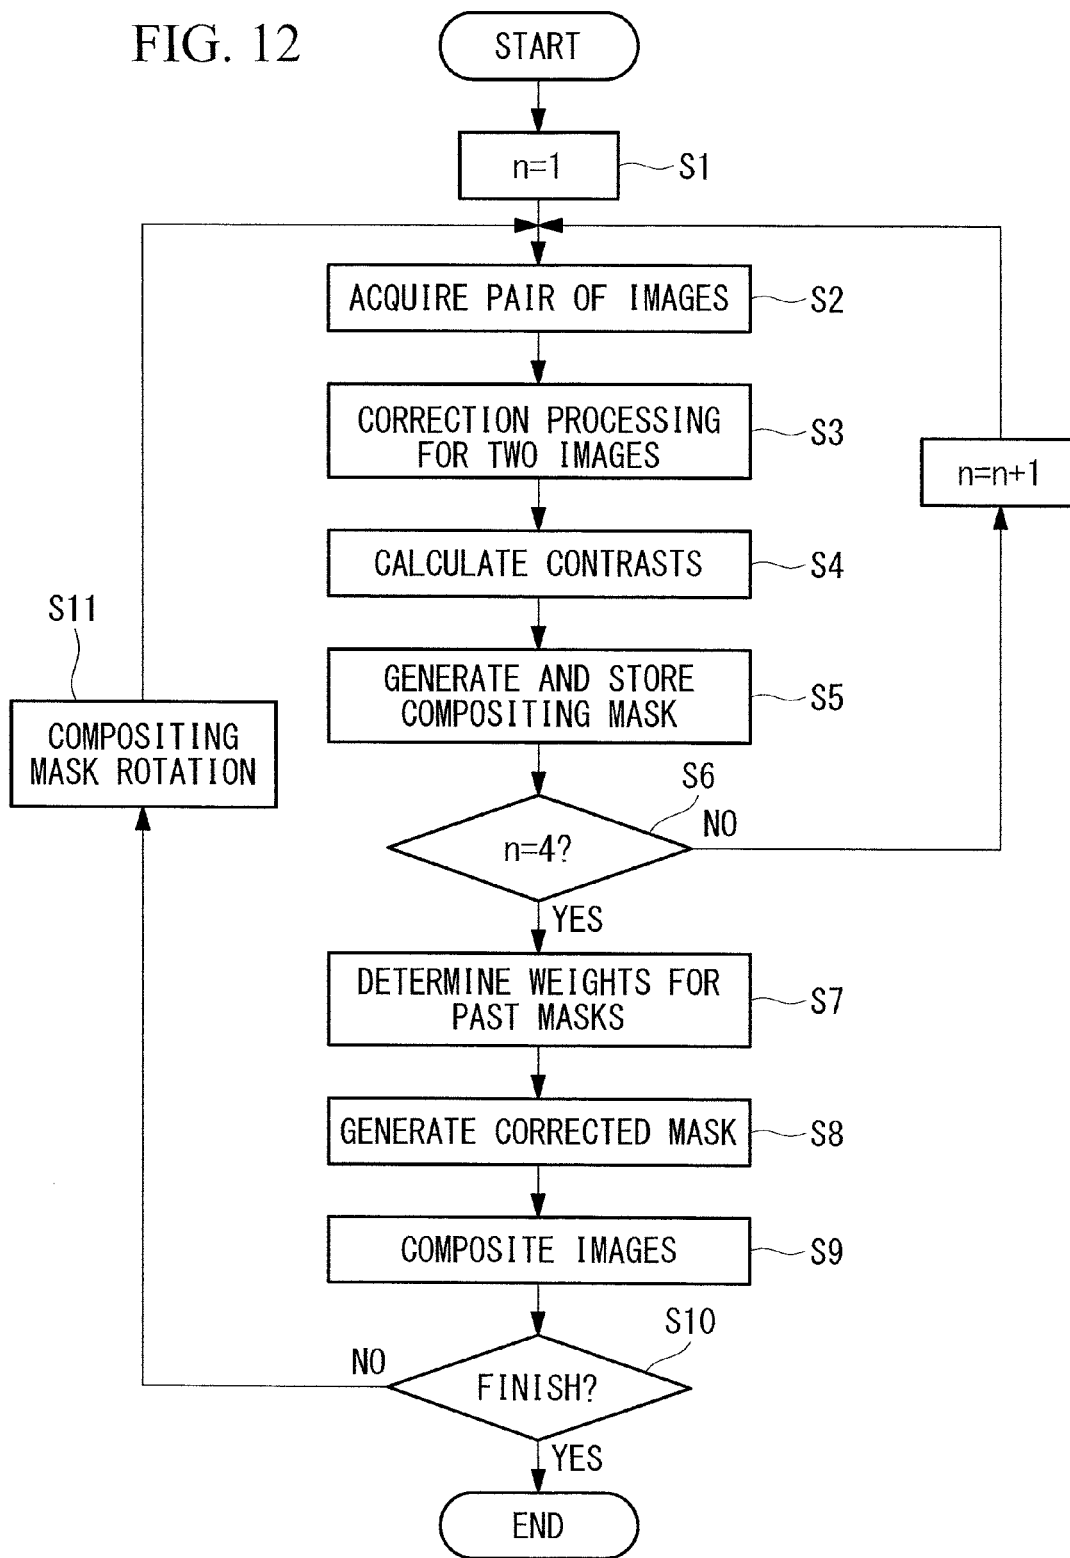 FIG. 12
START
n=1
S1
ACQUIRE PAIR OF IMAGES
S2
CORRECTION PROCESSING
FOR TWO IMAGES
S3
n=n+1
CALCULATE CONTRASTS
S4
S11
GENERATE AND STORE
COMPOSITING MASK
S5
COMPOSITING
MASK ROTATION
S6
n=4?
NO
YES
DETERMINE WEIGHTS FOR
PAST MASKS
S7
GENERATE CORRECTED MASK
S8
COMPOSITE IMAGES
S9
S10
NO
FINISH?
YES
END